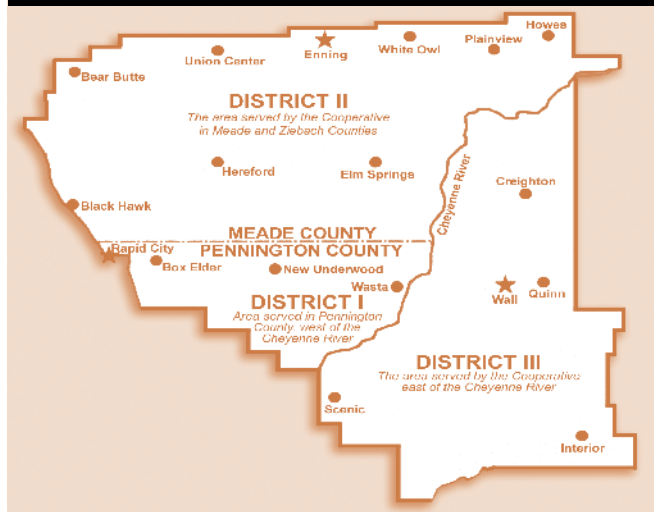 Howes
Plainview
White Owl
Enning
Union Center
Bear Butte
DISTRICT II
The area served by the Cooperative
in Meade and Ziebach Counties
Hereford
Elm Springs
Creighton
Black Hawk
Cheyenne River
MEADE COUNTY
PENNINGTON COUNTY
Rapid City
Box Elder
New Underwood
Wasta
Wall
Quinn
DISTRICT I
Area served in Pennington
County, west of the
Cheyenne River
DISTRICT III
The area served by the Cooperative
east of the Cheyenne River
Scenic
Interior